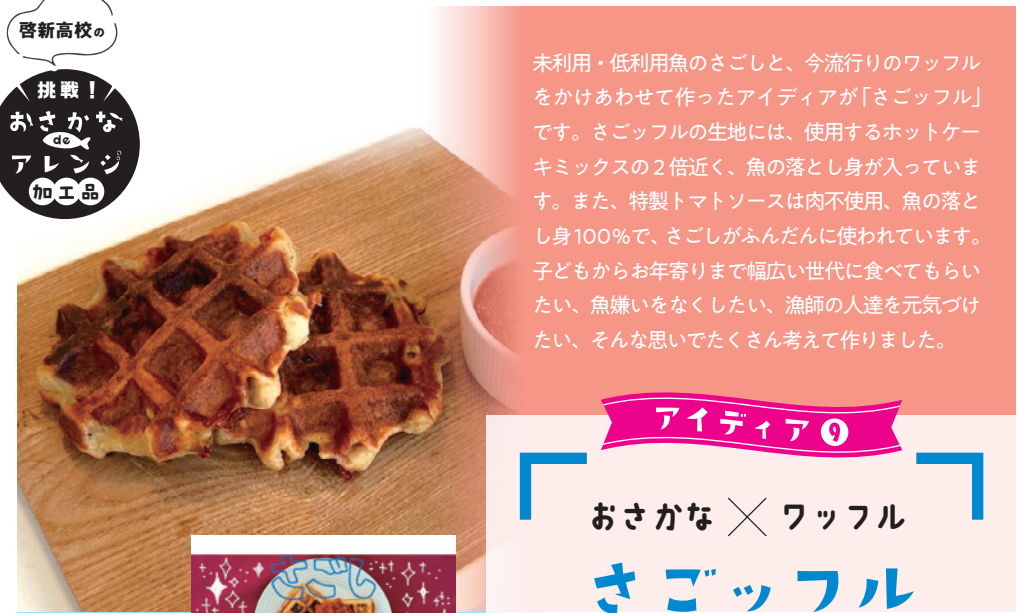 啓新高校の
挑戦！
おさかな
de
アレンジ
加工品
未利用・低利用魚のさごしと、今流行りのワッフル
をかけあわせて作ったアイディアが「さごッフル」
です。さごッフルの生地には、使用するホットケー
キミックスの２倍近く、魚の落とし身が入っていま
す。また、特製トマトソースは肉不使用、魚の落と
し身100%で、さごしがふんだんに使われています。
子どもからお年寄りまで幅広い世代に食べてもらい
たい、魚嫌いをなくしたい、漁師の人達を元気づけ
たい、そんな思いでたくさん考えて作りました。
アイディア9
おさかな×ワッフル
さごッフル